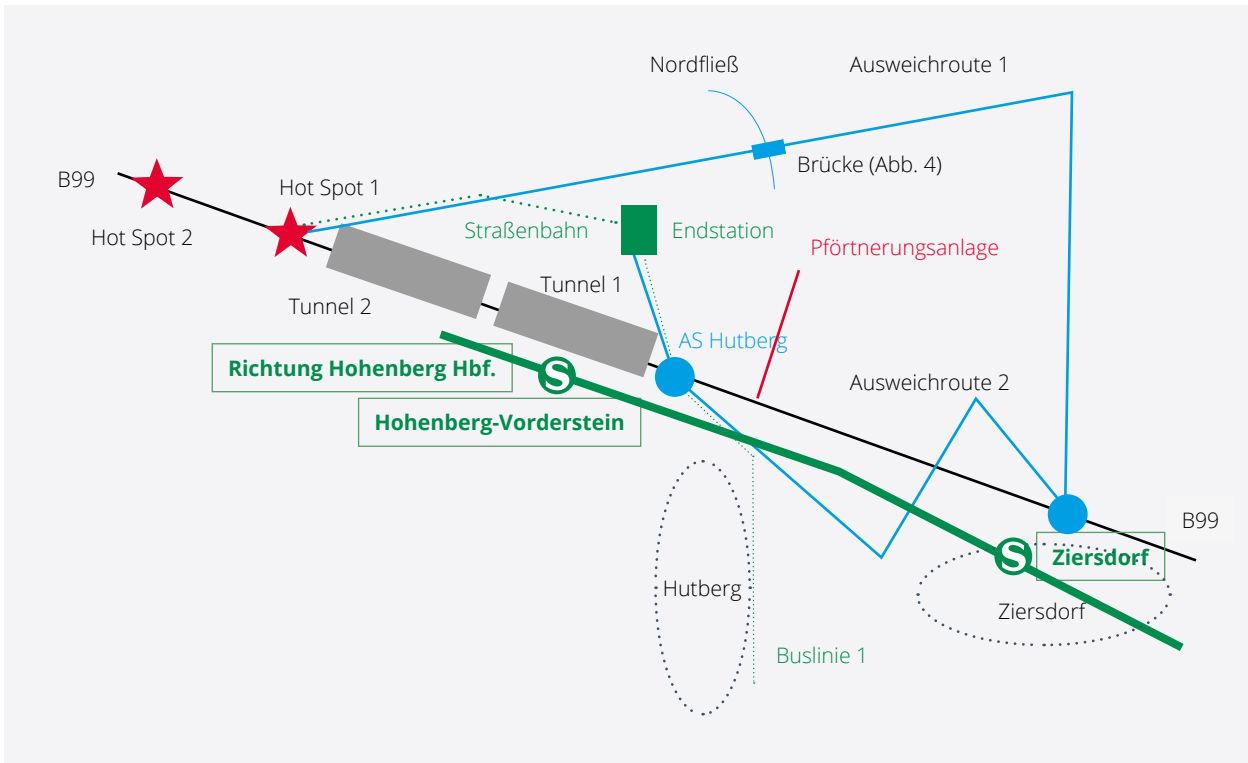 Nordfließ
Ausweichroute 1
B99
Hot Spot 1
Brücke (Abb. 4)
Hot Spot 2
Straßenbahn
Endstation
Pförtnerungsanlage
Tunnel 1
Tunnel 2
AS Hutberg
Richtung Hohenberg Hbf.
S
Ausweichroute 2
Hohenberg-Vorderstein
B99
S
Ziersdorf
Hutberg
Ziersdorf
Buslinie 1